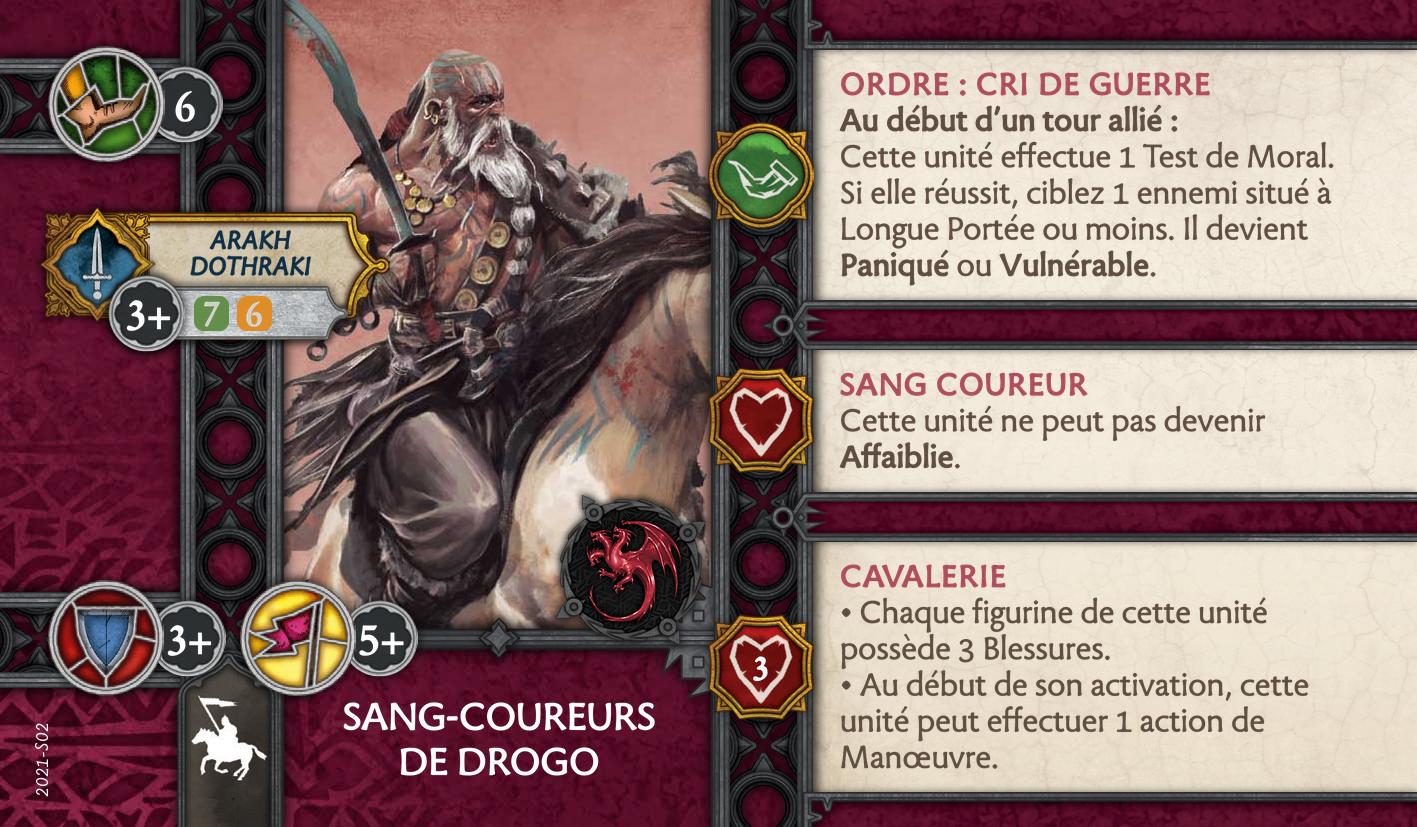 6
ARAKH
DOTHRAKI
3+ 7 6
3+ 5+
SANG-COUREURS
DE DROGO
2021-S02
ORDRE : CRI DE GUERRE
Au début d'un tour allié :
Cette unité effectue 1 Test de Moral.
Si elle réussit, ciblez 1 ennemi situé à
Longue Portée ou moins. Il devient
Paniqué ou Vulnérable.
SANG COUREUR
Cette unité ne peut pas devenir
Affaiblie.
3
CAVALERIE
• Chaque figurine de cette unité
possède 3 Blessures.
• Au début de son activation, cette
unité peut effectuer 1 action de
Manœuvre.